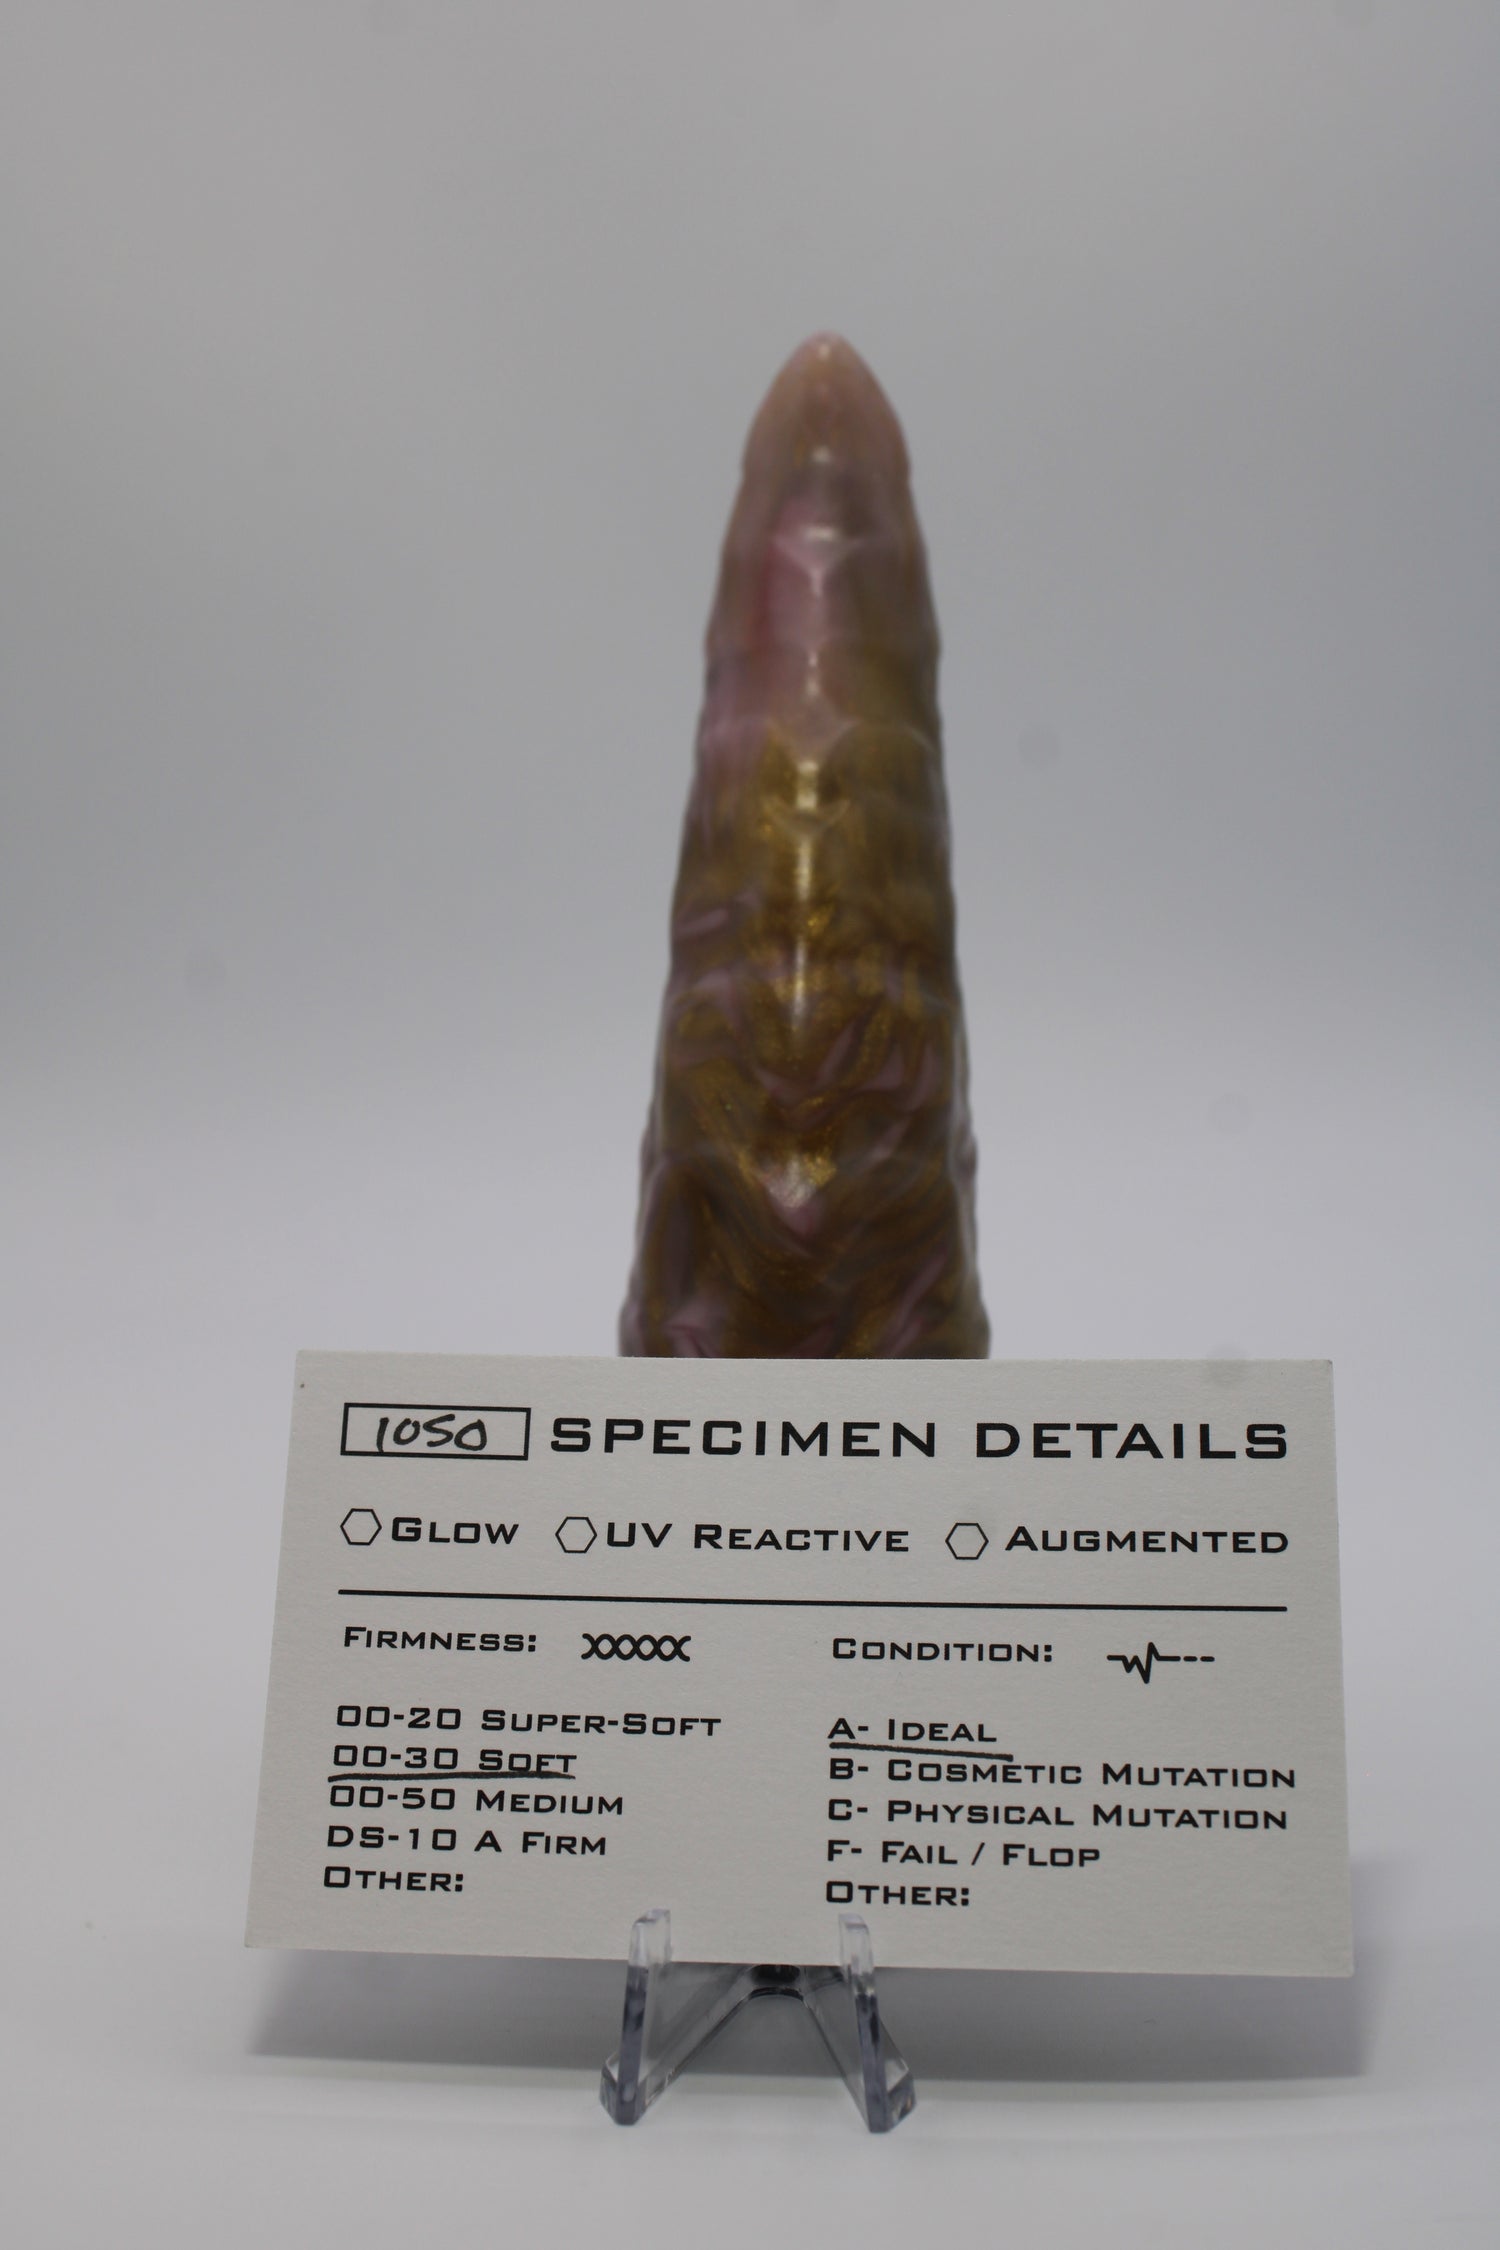 1050 SPECIMEN DETAILS
GLOW UV REACTIVE AUGMENTED
FIRMNESS: CONDITION:
00-20 SUPER-SOFT
00-30 SOFT
00-50 MEDIUM
DS-10 A FIRM
OTHER:
A- IDEAL
B- COSMETIC MUTATION
C- PHYSICAL MUTATION
F- FAIL / FLOP
OTHER: